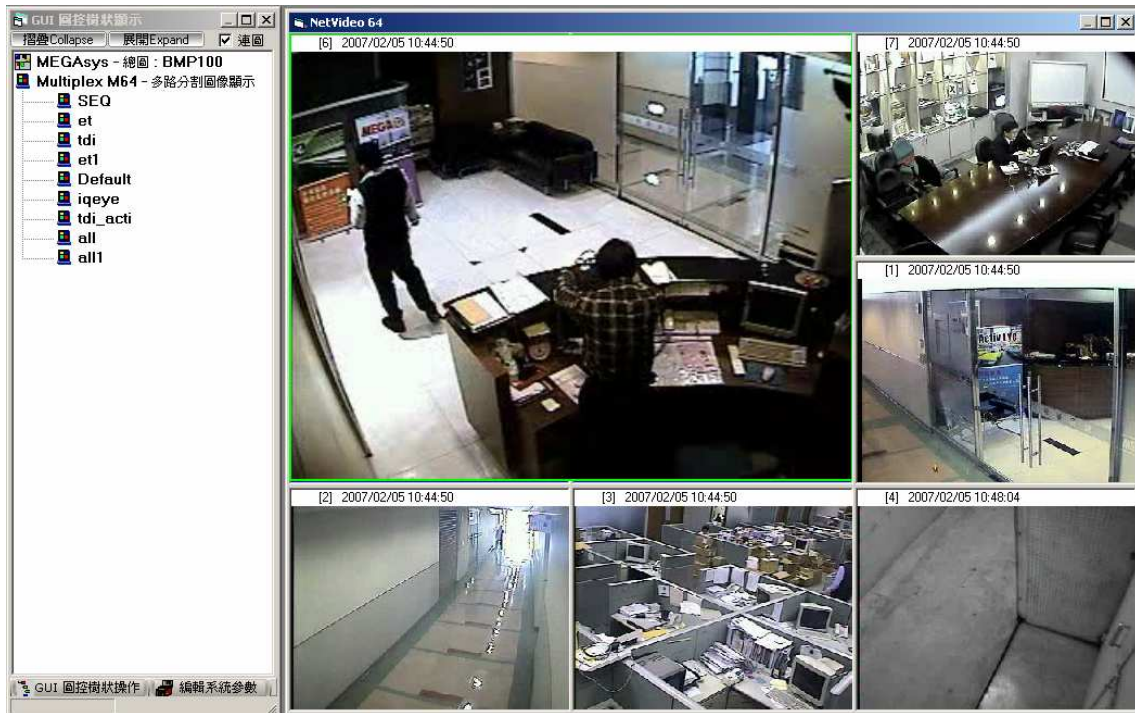 GUI 圖控樹狀顯示
摺疊Collapse 展開Expand 連圖
MEGAsys - 總圖 : BMP100
Multiplex M64 - 多路分割圖像顯示
SEQ
et
tdi
et1
Default
iqeye
tdi_acti
all
all1
GUI 圖控樹狀操作 編輯系統參數
NetVideo 64
[6] 2007/02/05 10:44:50
MEGA
[7] 2007/02/05 10:44:50
[1] 2007/02/05 10:44:50
[2] 2007/02/05 10:44:50
[3] 2007/02/05 10:44:50
[4] 2007/02/05 10:48:04